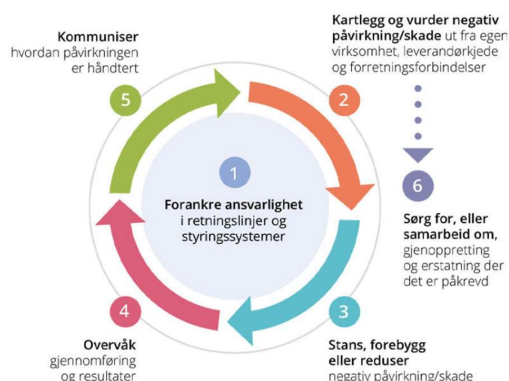 1
Forankre ansvarlighet
i retningslinjer og
styringssystemer
2
Kartlegg og vurder negativ
påvirkning/skade ut fra egen
virksomhet, leverandørkjede
og forretningsforbindelser
3
Stans, forebygg
eller reduser
negativ påvirkning/skade
4
Overvåk
gjennomføring
og resultater
5
Kommuniser
hvordan påvirkningen
er håndtert
6
Sørg for, eller
samarbeid om,
gjenoppretting
og erstatning der
det er påkrevd